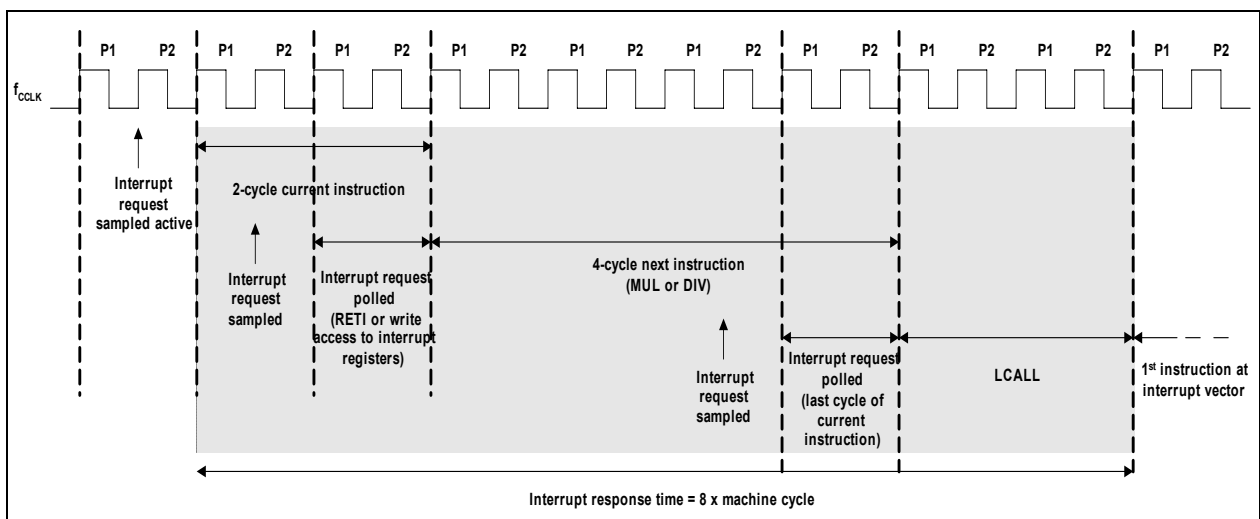 P1 P2 P1 P2 P1 P2 P1 P2 P1 P2 P1 P2 P1 P2 P1 P2 P1 P2 P1 P2
fCCLK
Interrupt
request
sampled active
2-cycle current instruction
Interrupt
request
sampled
Interrupt request
polled
(RETI or write
access to interrupt
registers)
4-cycle next instruction
(MUL or DIV)
Interrupt
request
sampled
Interrupt request
polled
(last cycle of
current
instruction)
LCALL
1st instruction at
interrupt vector
Interrupt response time = 8 x machine cycle